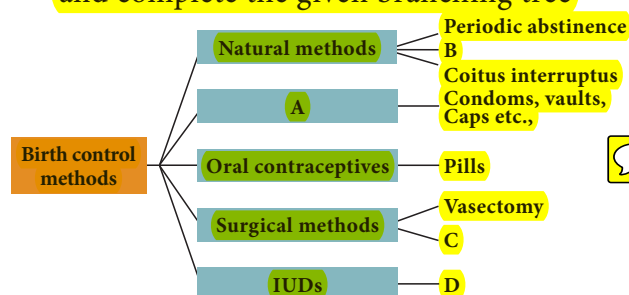 and complete the given branching tree
Periodic abstinence
Natural methods
B
Coitus interruptus
A
Condoms, vaults,
Caps etc.,
Birth control
methods
Oral contraceptives
Pills
Vasectomy
Surgical methods
C
IUDs
D